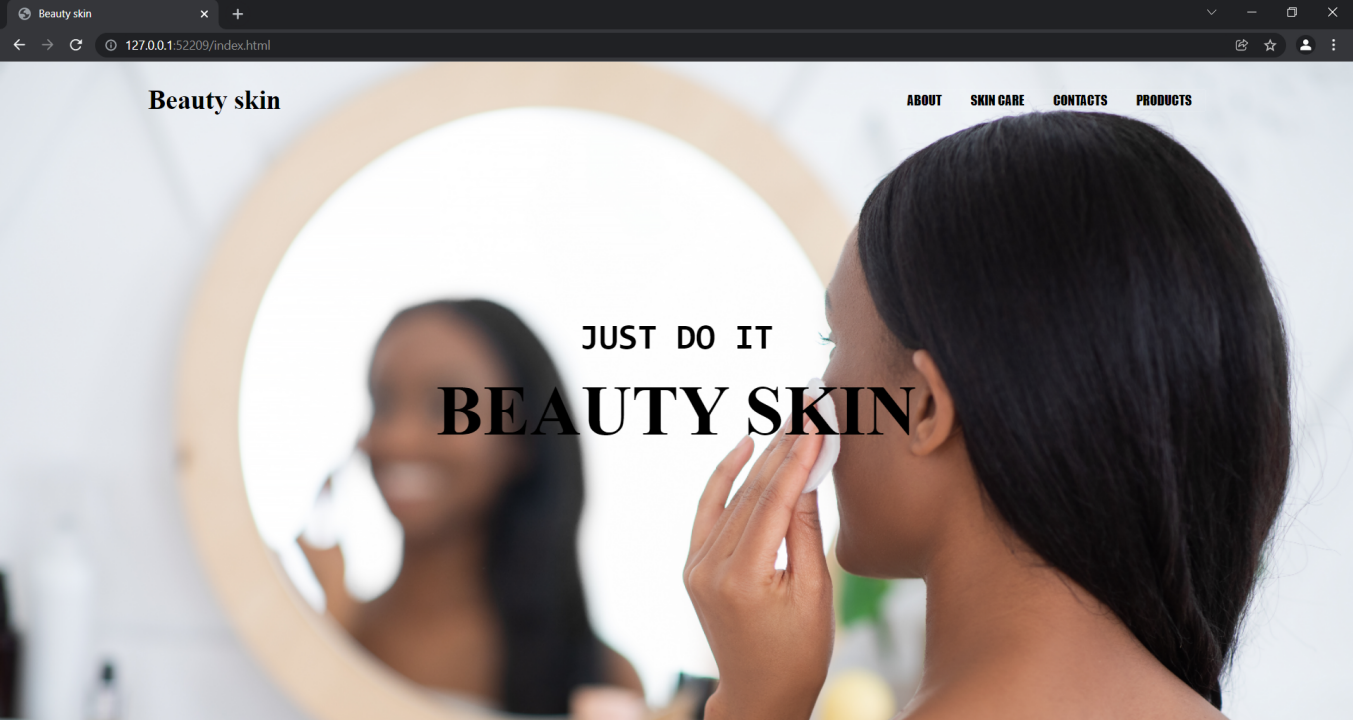 Beauty skin
127.0.0.1:52209/index.html
Beauty skin
ABOUT SKIN CARE CONTACTS PRODUCTS
JUST DO IT
BEAUTY SKIN